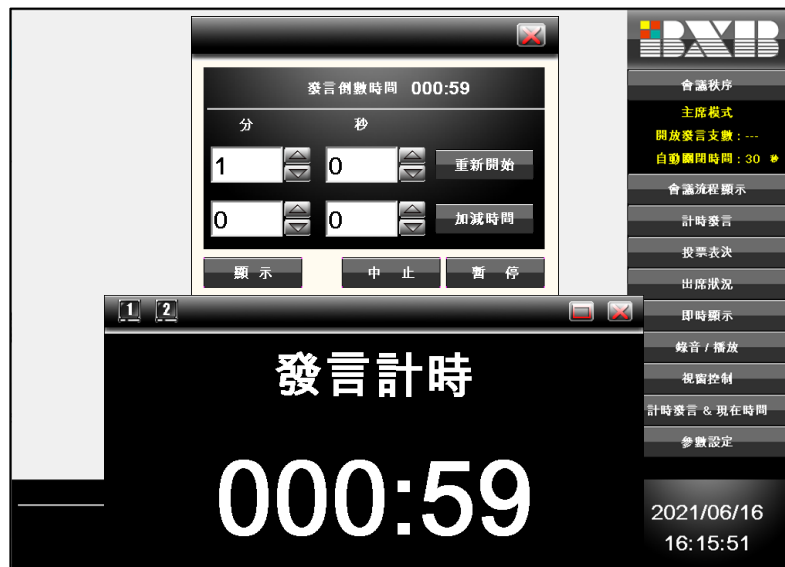 BXB
發言倒數時間 000:59
分 秒
1 0 重新開始
0 0 加減時間
顯示 中止 暫停
1 2
發言計時
000:59
會議秩序
主席模式
開放發言支數：---
自動關閉時間：30 秒
會議流程顯示
計時發言
投票表決
出席狀況
即時顯示
錄音 / 播放
視窗控制
計時發言 & 現在時間
參數設定
2021/06/16
16:15:51